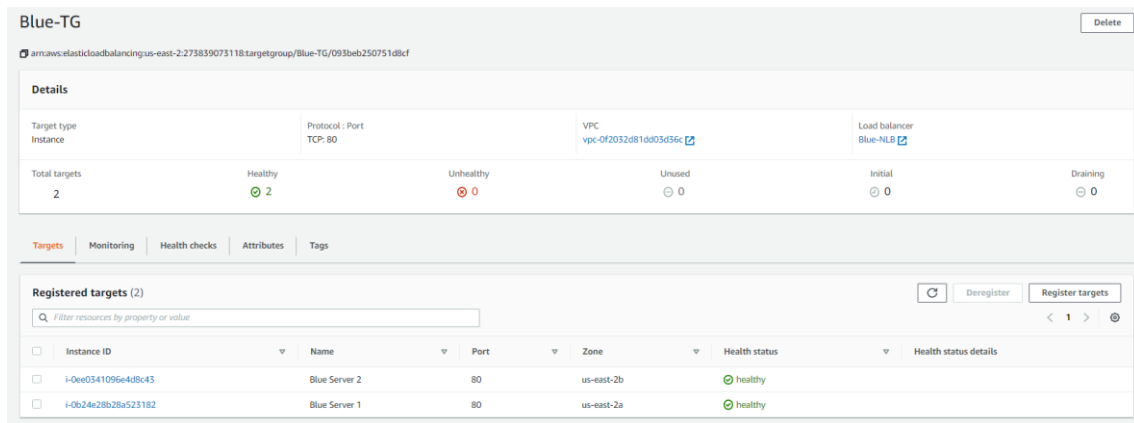 Blue-TG
Delete
arn:aws:elasticloadbalancing:us-east-2:273839073118:targetgroup/Blue-TG/093beb250751d8cf
Details
Target type Protocol : Port VPC Load balancer
Instance TCP: 80 vpc-0f2032d81dd03d36c Blue-NLB
Total targets Healthy Unhealthy Unused Initial Draining
2 2 0 0 0 0
Targets Monitoring Health checks Attributes Tags
Registered targets (2) Deregister Register targets
Filter resources by property or value < 1 >
Instance ID Name Port Zone Health status Health status details
i-0ee0341096e4d8c43 Blue Server 2 80 us-east-2b healthy
i-0b24e28b28a523182 Blue Server 1 80 us-east-2a healthy